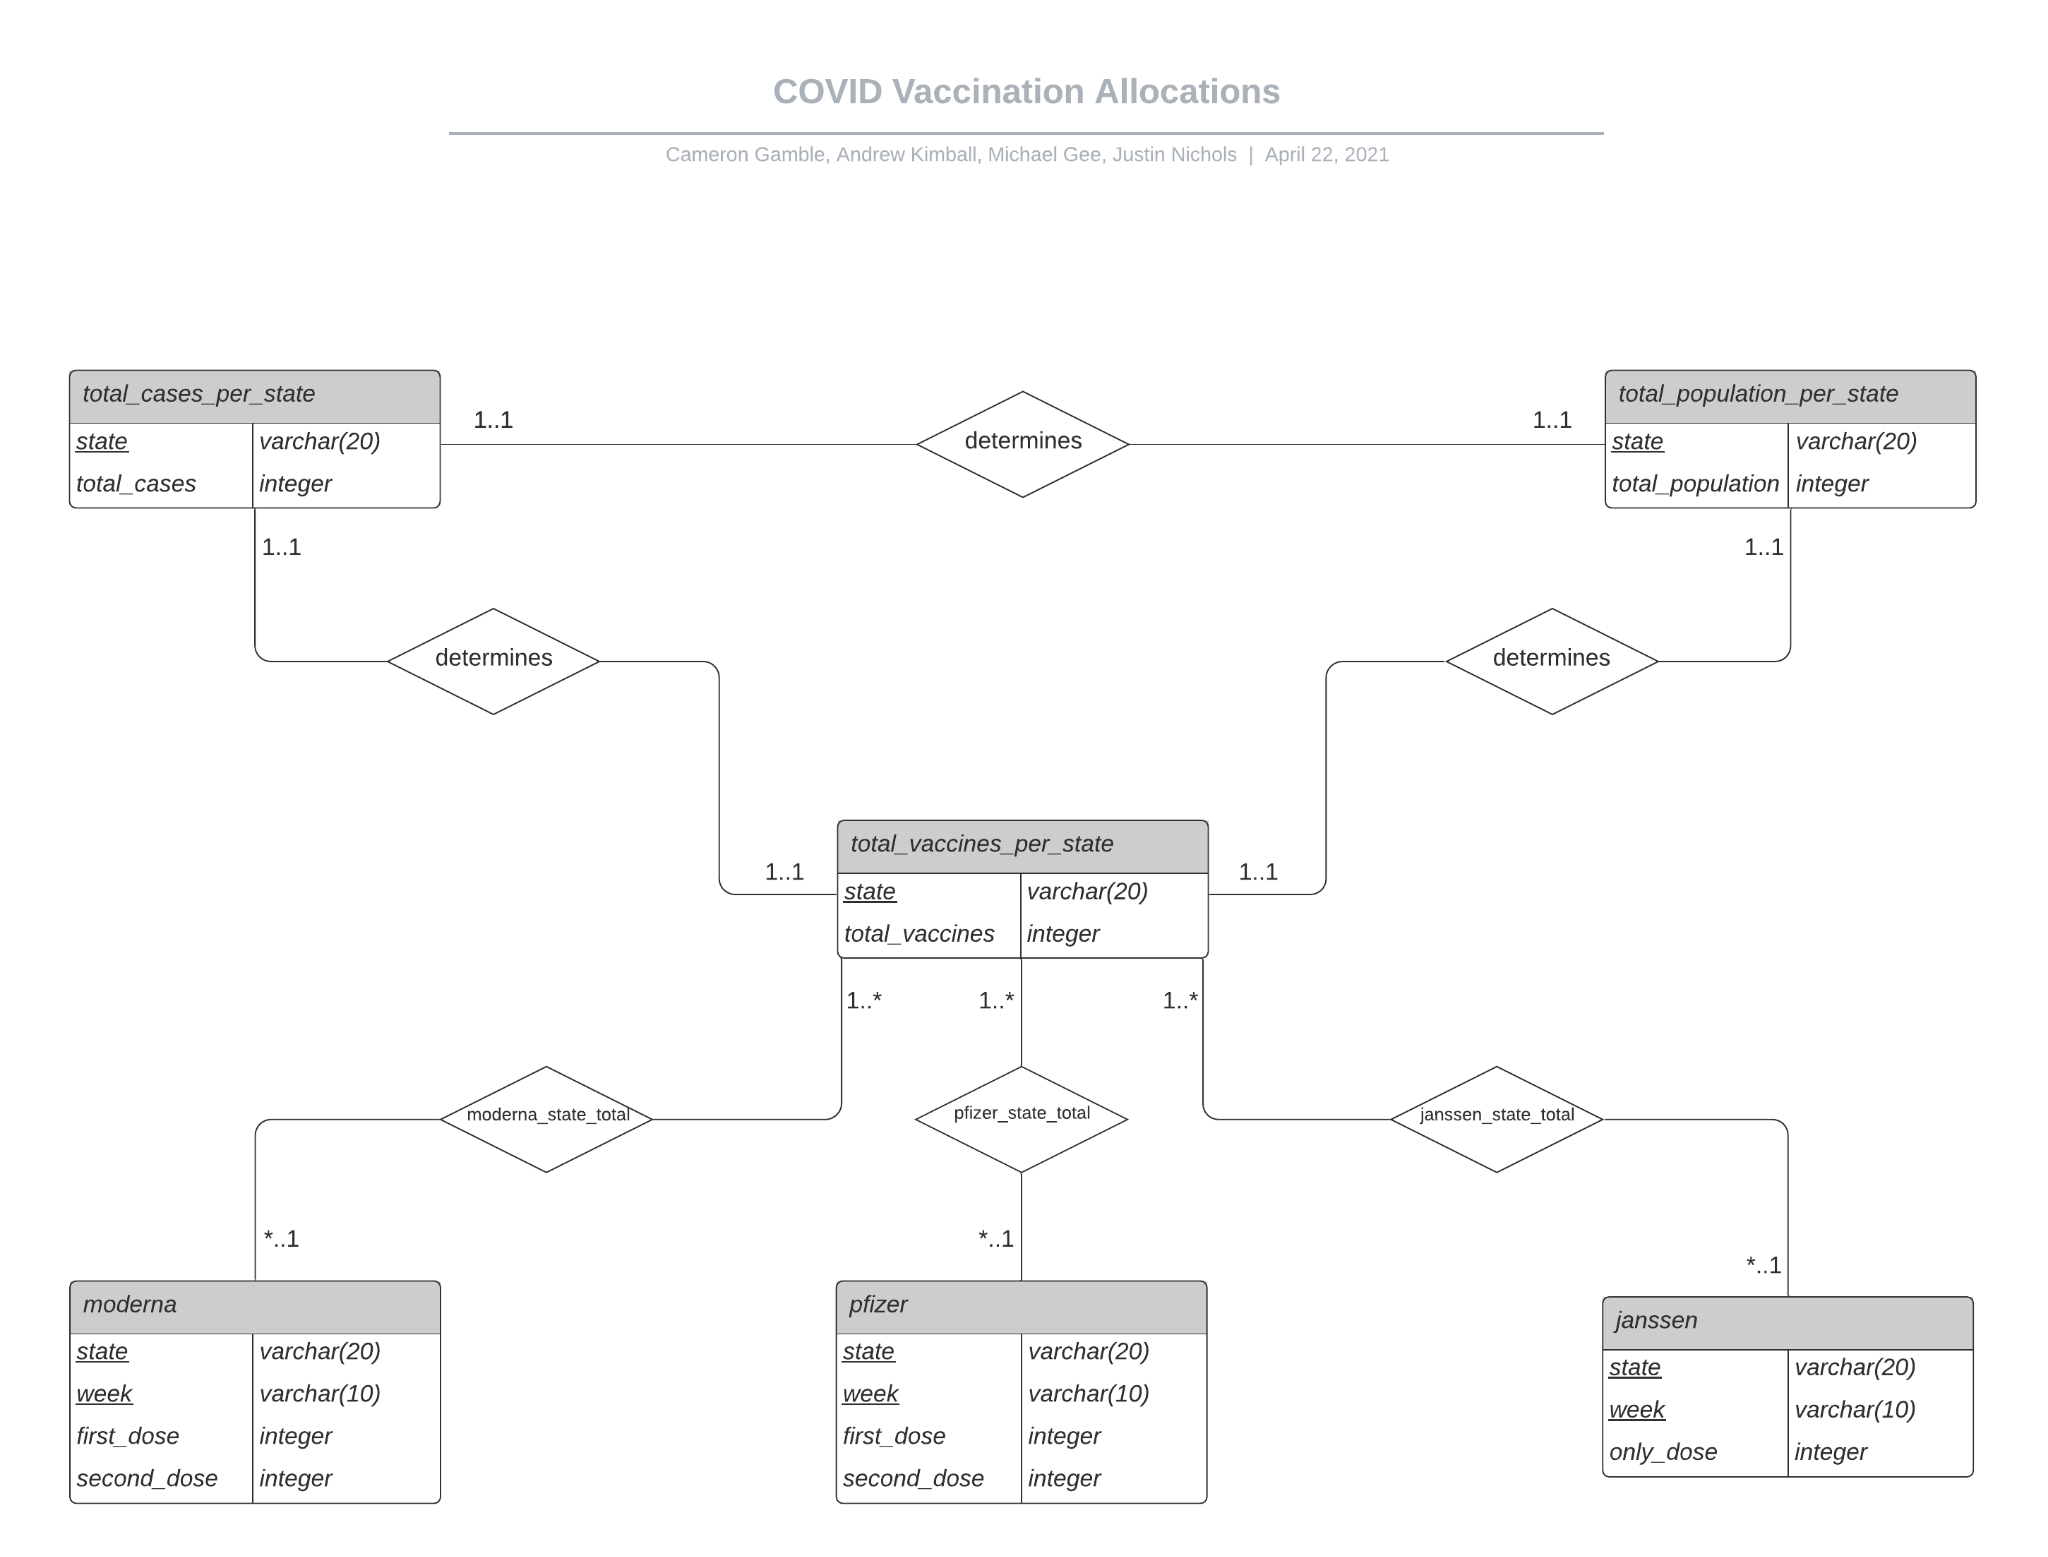 COVID Vaccination Allocations
Cameron Gamble, Andrew Kimball, Michael Gee, Justin Nichols | April 22, 2021
total_cases_per_state
state varchar(20)
total_cases integer
1..1
determines
1..1
total_population_per_state
state varchar(20)
total_population integer
1..1
1..1
determines
determines
1..1
total_vaccines_per_state
state varchar(20)
total_vaccines integer
1..1
1..*
1..*
1..*
moderna_state_total
pfizer_state_total
janssen_state_total
*..1
*..1
*..1
moderna
state varchar(20)
week varchar(10)
first_dose integer
second_dose integer
pfizer
state varchar(20)
week varchar(10)
first_dose integer
second_dose integer
janssen
state varchar(20)
week varchar(10)
only_dose integer